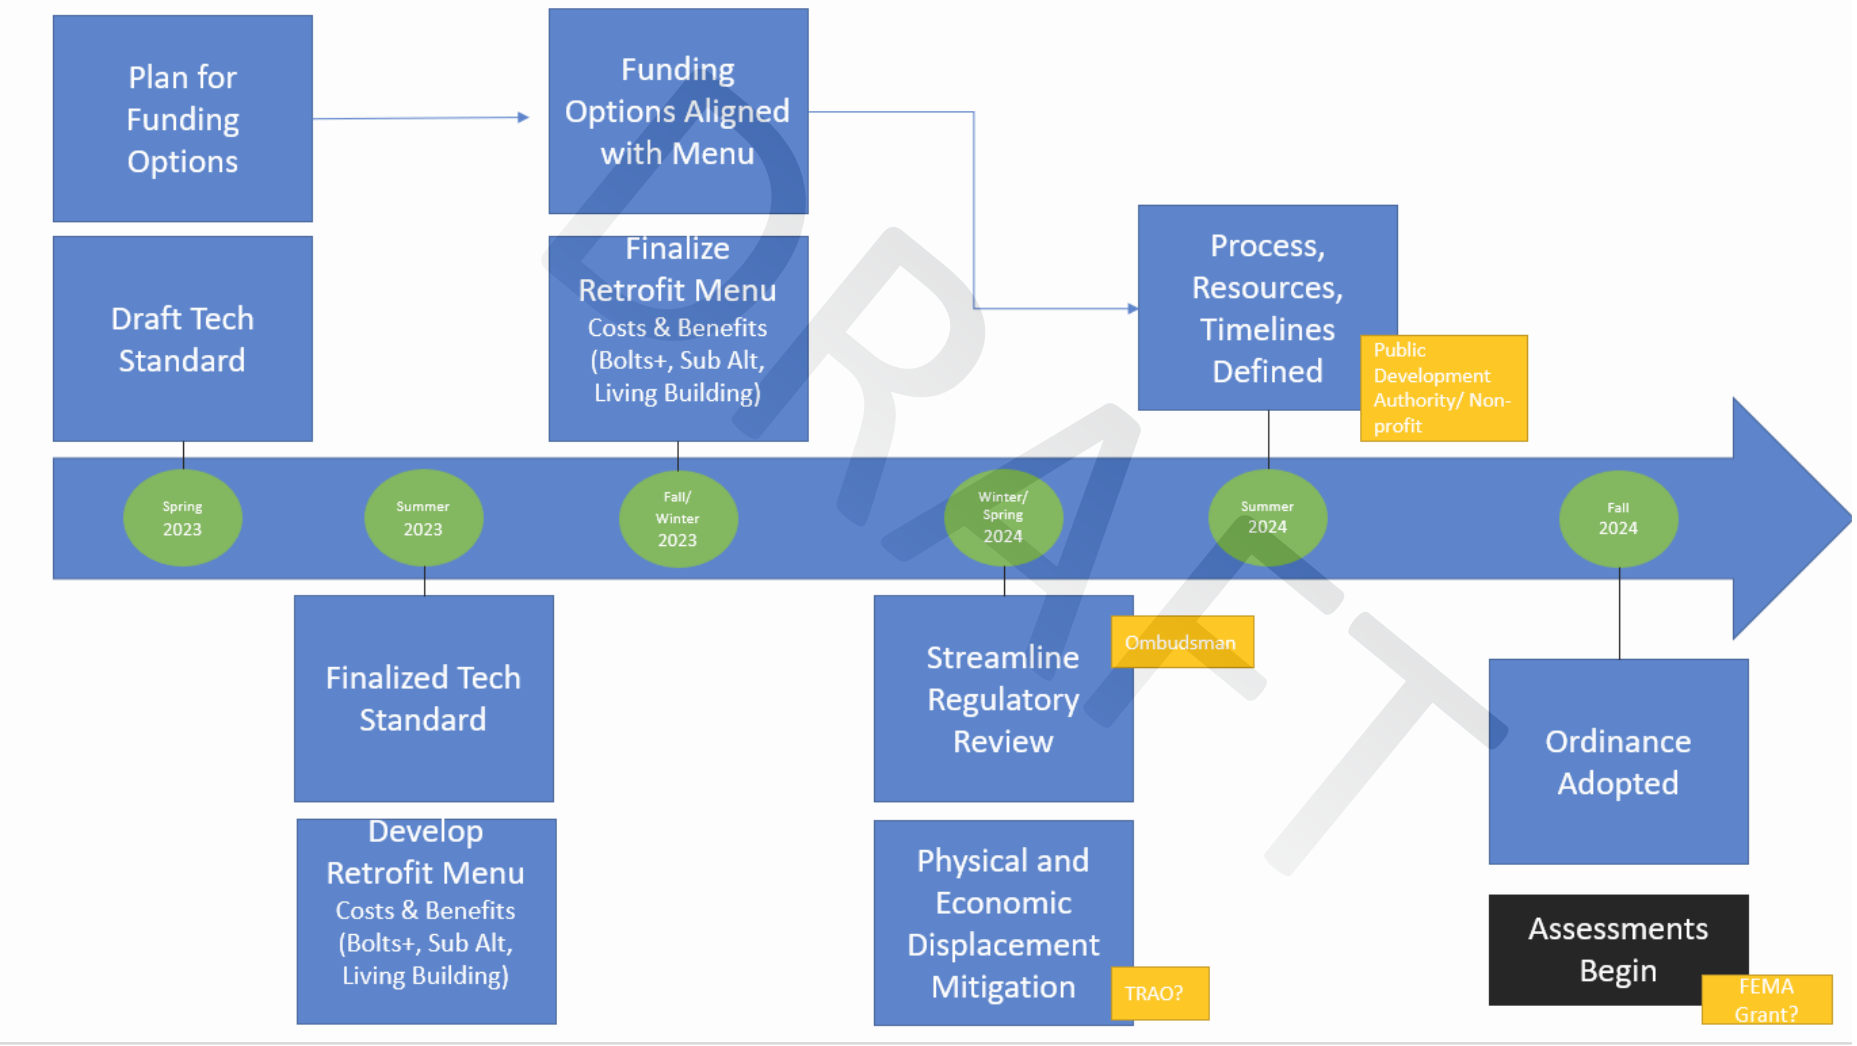 Plan for
Funding
Options
Funding
Options Aligned
with Menu
Draft Tech
Standard
Finalize
Retrofit Menu
Costs & Benefits
(Bolts+, Sub Alt,
Living Building)
Process,
Resources,
Timelines
Defined
Public
Development
Authority/ Non-
profit
Spring
2023
Summer
2023
Fall/
Winter
2023
Winter/
Spring
2024
Summer
2024
Fall
2024
Finalized Tech
Standard
Develop
Retrofit Menu
Costs & Benefits
(Bolts+, Sub Alt,
Living Building)
Streamline
Regulatory
Review
Ombudsman
Physical and
Economic
Displacement
Mitigation
TRAO?
Ordinance
Adopted
Assessments
Begin
FEMA
Grant?
DRAFT